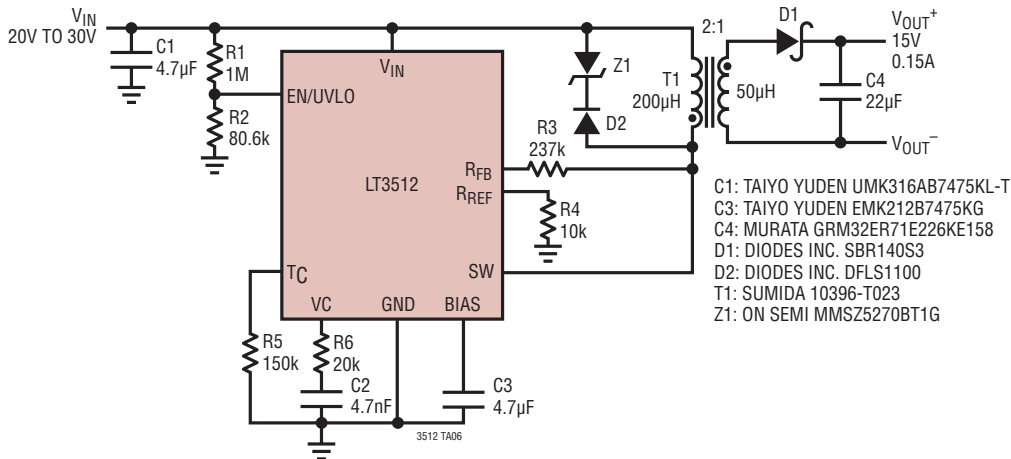 VIN
20V TO 30V
C1
4.7µF
R1
1M
R2
80.6k
VIN
EN/UVLO
LT3512
RFB
RREF
SW
TC
VC
GND
BIAS
Z1
D2
R3
237k
R4
10k
2:1
T1
200µH
50µH
D1
VOUT+
15V
0.15A
C4
22µF
VOUT–
R5
150k
R6
20k
C2
4.7nF
C3
4.7µF
3512 TA06
C1: TAIYO YUDEN UMK316AB7475KL-T
C3: TAIYO YUDEN EMK212B7475KG
C4: MURATA GRM32ER71E226KE158
D1: DIODES INC. SBR140S3
D2: DIODES INC. DFLS1100
T1: SUMIDA 10396-T023
Z1: ON SEMI MMSZ5270BT1G